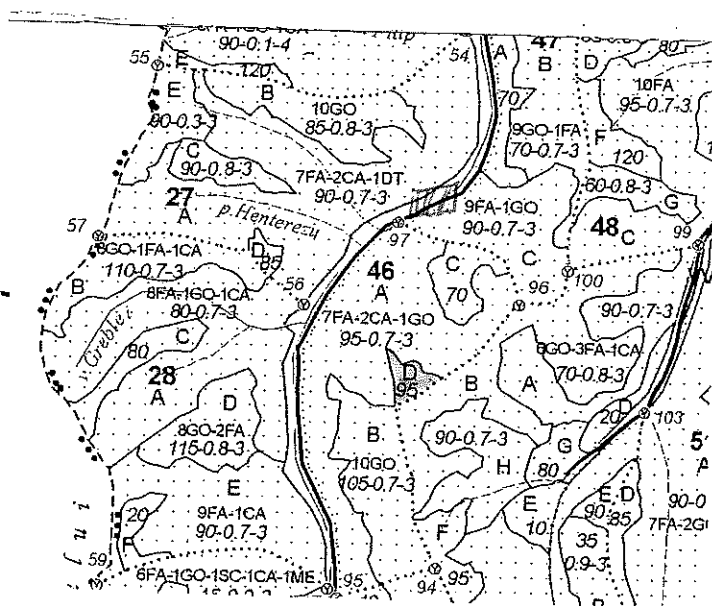 90-0.1-4
55
E
120
E
B
10GO
85-0.8-3
54
A
70
47
B
D
80
10FA
95-0.7-3
90-0.3-3
C
90-0.8-3
9GO-1FA
70-0.7-3
F
120
60-0.8-3
G
7FA-2CA-1DT
90-0.7-3
27
A
p.Henterezu
97
9FA-1GO
90-0.7-3
48
C
99
57
8GO-1FA-1CA
110-0.7-3
D
85
46
A
C
70
C
96
100
B
8FA-1GO-1CA
80-0.7-3
56
7FA-2CA-1GO
95-0.7-3
90-0.7-3
80
C
8GO-3FA-1CA
70-0.8-3
28
A
D
95
B
A
D
20
103
D
8GO-2FA
115-0.8-3
B
90-0.7-3
G
80
10GO
105-0.7-3
H
A
E
E
10
E
90
D
85
90-0
20
F
9FA-1CA
90-0.7-3
F
35
0.9-3
59
6FA-1GO-1SC-1CA-1ME
95
94
95
i n j i